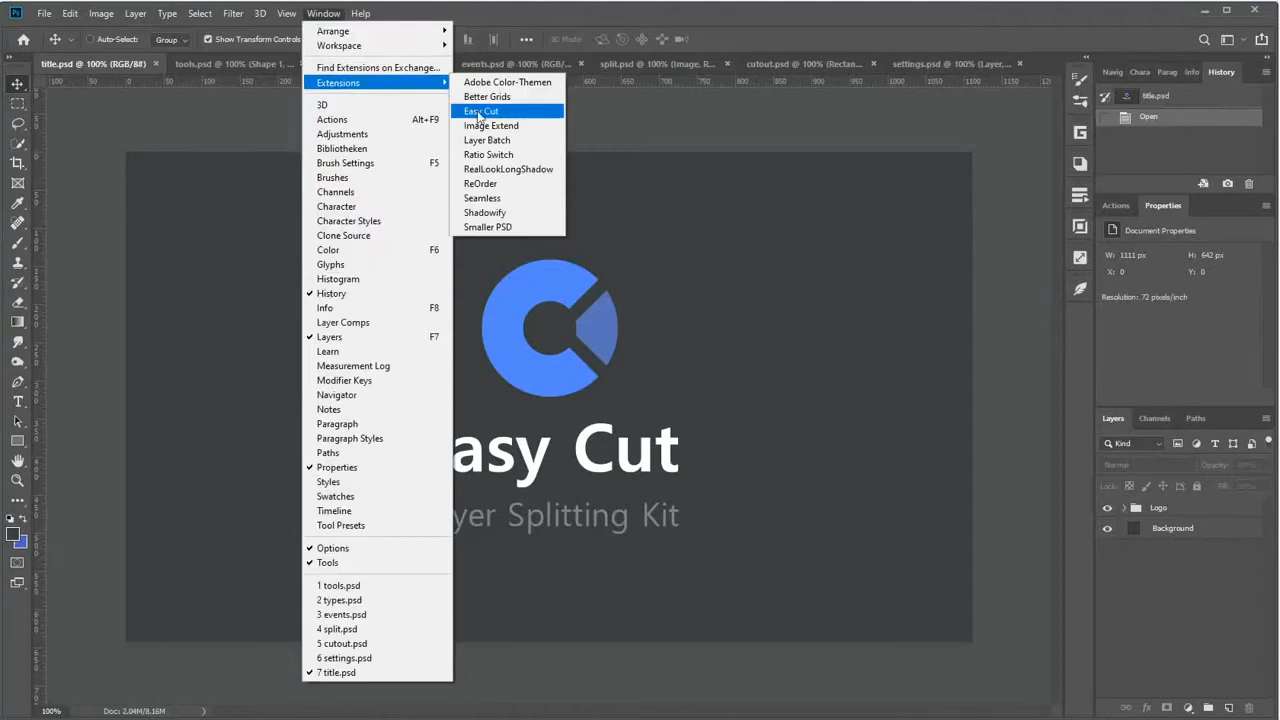 Ps File Edit Image Layer Type Select Filter 3D View Window Help
Auto-Select: Group Show Transform Controls 3D Mode:
title.psd @ 100% (RGB/8#) tools.psd @ 100% (Shape 1, events.psd @ 100% (RGB/... split.psd @ 100% (Image, R... cutout.psd @ 100% (Rectan... settings.psd @ 100% (Layer,...
Arrange
Workspace
Find Extensions on Exchange...
Extensions
3D
Actions Alt+F9
Adjustments
Bibliotheken
Brush Settings F5
Brushes
Channels
Character
Character Styles
Clone Source
Color F6
Glyphs
Histogram
History
Info F8
Layer Comps
Layers F7
Learn
Measurement Log
Modifier Keys
Navigator
Notes
Paragraph
Paragraph Styles
Paths
Properties
Styles
Swatches
Timeline
Tool Presets
Options
Tools
1 tools.psd
2 types.psd
3 events.psd
4 split.psd
5 cutout.psd
6 settings.psd
7 title.psd
Adobe Color-Themen
Better Grids
Easy Cut
Image Extend
Layer Batch
Ratio Switch
RealLookLongShadow
ReOrder
Seamless
Shadowify
Smaller PSD
asy Cut
yer Splitting Kit
Navig Chara Parag Info History
title.psd
Open
Actions Properties
Document Properties
W: 1111 px H: 642 px
X: 0 Y: 0
Resolution: 72 pixels/inch
Layers Channels Paths
Kind
Normal Opacity: 100%
Lock: Fill: 100%
Logo
Background
100% Doc: 2.04M/8.16M